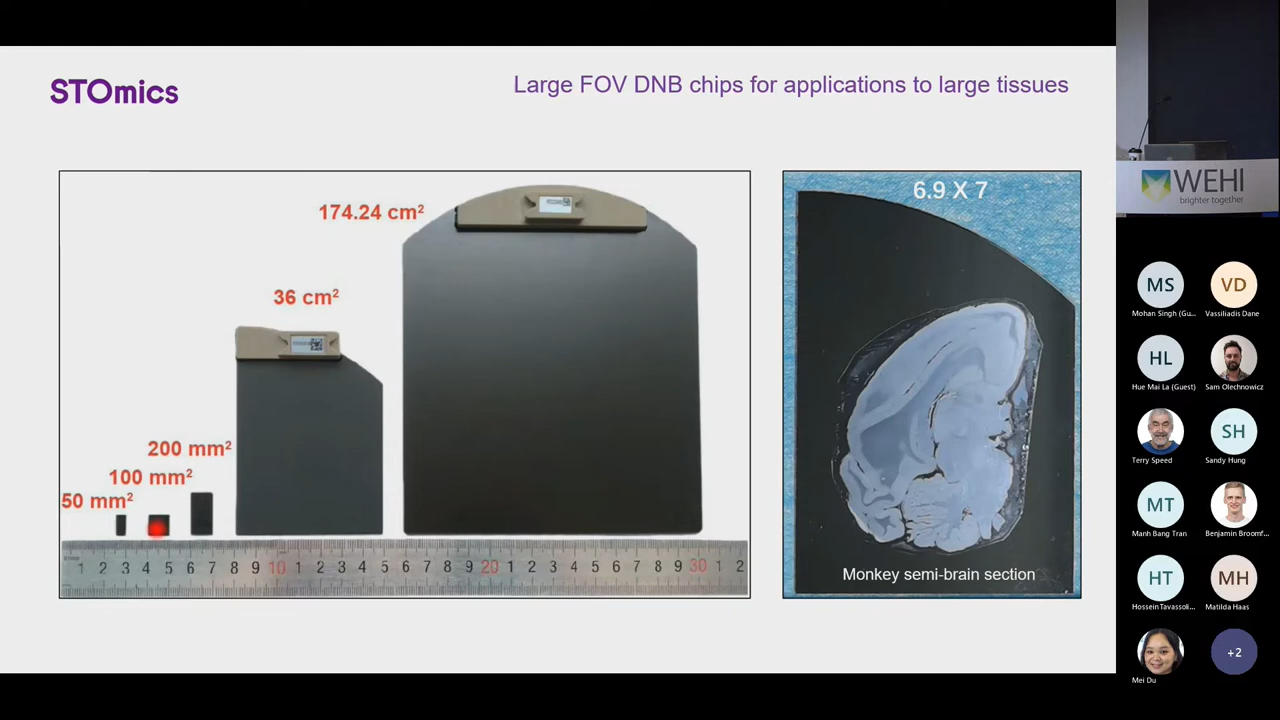 STOmics
Large FOV DNB chips for applications to large tissues
174.24 cm²
36 cm²
200 mm²
100 mm²
50 mm²
1 2 3 4 5 6 7 8 9 10 1 2 3 4 5 6 7 8 9 20 1 2 3 4 5 6 7 8 9 30 1 2
6.9 X 7
Monkey semi-brain section
WEHI
brighter together
MS
Mohan Singh (Gu...
VD
Vassiliadis Dane
HL
Hue Mai La (Guest)
Sam Olechnowicz
Terry Speed
SH
Sandy Hung
MT
Manh Bang Tran
Benjamin Broomf...
HT
Hossein Tavassoli...
MH
Matilda Haas
Mei Du
+2